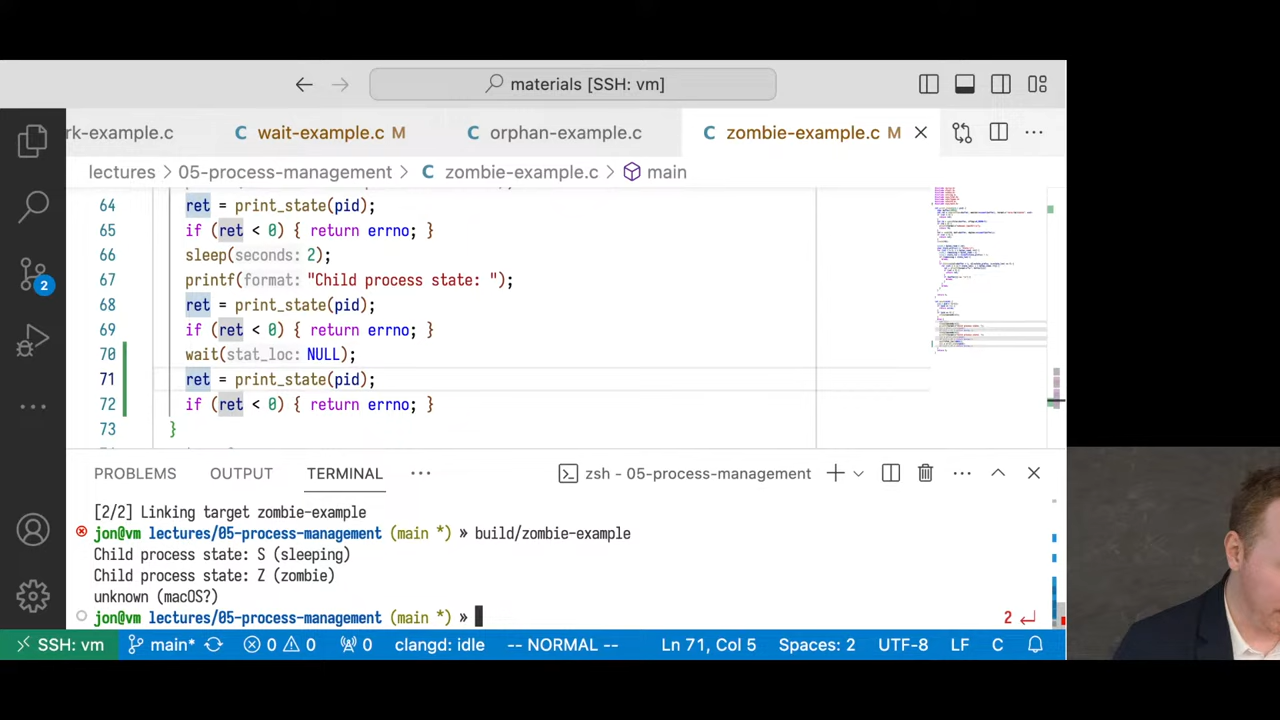 materials [SSH: vm]
rk-example.c
C wait-example.c M
C orphan-example.c
C zombie-example.c M
lectures > 05-process-management > C zombie-example.c > main
64 ret = print_state(pid);
65 if (ret < 0) { return errno; }
66 sleep(seconds: 2);
67 printf(format: "Child process state: ");
68 ret = print_state(pid);
69 if (ret < 0) { return errno; }
70 wait(stat_loc: NULL);
71 ret = print_state(pid);
72 if (ret < 0) { return errno; }
73 }
2
PROBLEMS OUTPUT TERMINAL ··· zsh - 05-process-management
[2/2] Linking target zombie-example
jon@vm lectures/05-process-management (main *) » build/zombie-example
Child process state: S (sleeping)
Child process state: Z (zombie)
unknown (macOS?)
jon@vm lectures/05-process-management (main *) » 2 ↵
SSH: vm main* 0 0 0 clangd: idle -- NORMAL -- Ln 71, Col 5 Spaces: 2 UTF-8 LF C